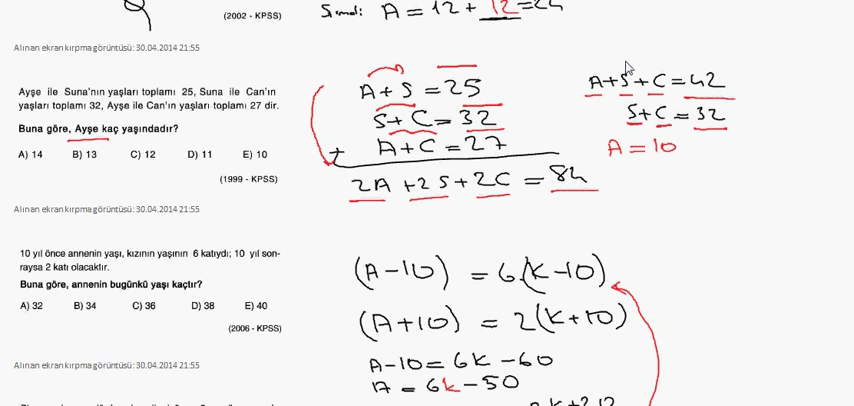 (2002 - KPSS)
A = 12 + 12 = 24
Alınan ekran kırpma görüntüsü: 30.04.2014 21:55
Ayşe ile Suna'nın yaşları toplamı 25, Suna ile Can'ın
yaşları toplamı 32, Ayşe ile Can'ın yaşları toplamı 27 dir.
Buna göre, Ayşe kaç yaşındadır?
A) 14 B) 13 C) 12 D) 11 E) 10
(1999 - KPSS)
A + S = 25
S + C = 32
A + C = 27
+
2A + 2S + 2C = 84
A + S + C = 42
S + C = 32
A = 10
Alınan ekran kırpma görüntüsü: 30.04.2014 21:55
10 yıl önce annenin yaşı, kızının yaşının 6 katıydı; 10 yıl son-
raysa 2 katı olacaktır.
Buna göre, annenin bugünkü yaşı kaçtır?
A) 32 B) 34 C) 36 D) 38 E) 40
(2006 - KPSS)
(A-10) = 6(K-10)
(A+10) = 2(K+10)
A-10 = 6K-60
A = 6K-50
Alınan ekran kırpma görüntüsü: 30.04.2014 21:55